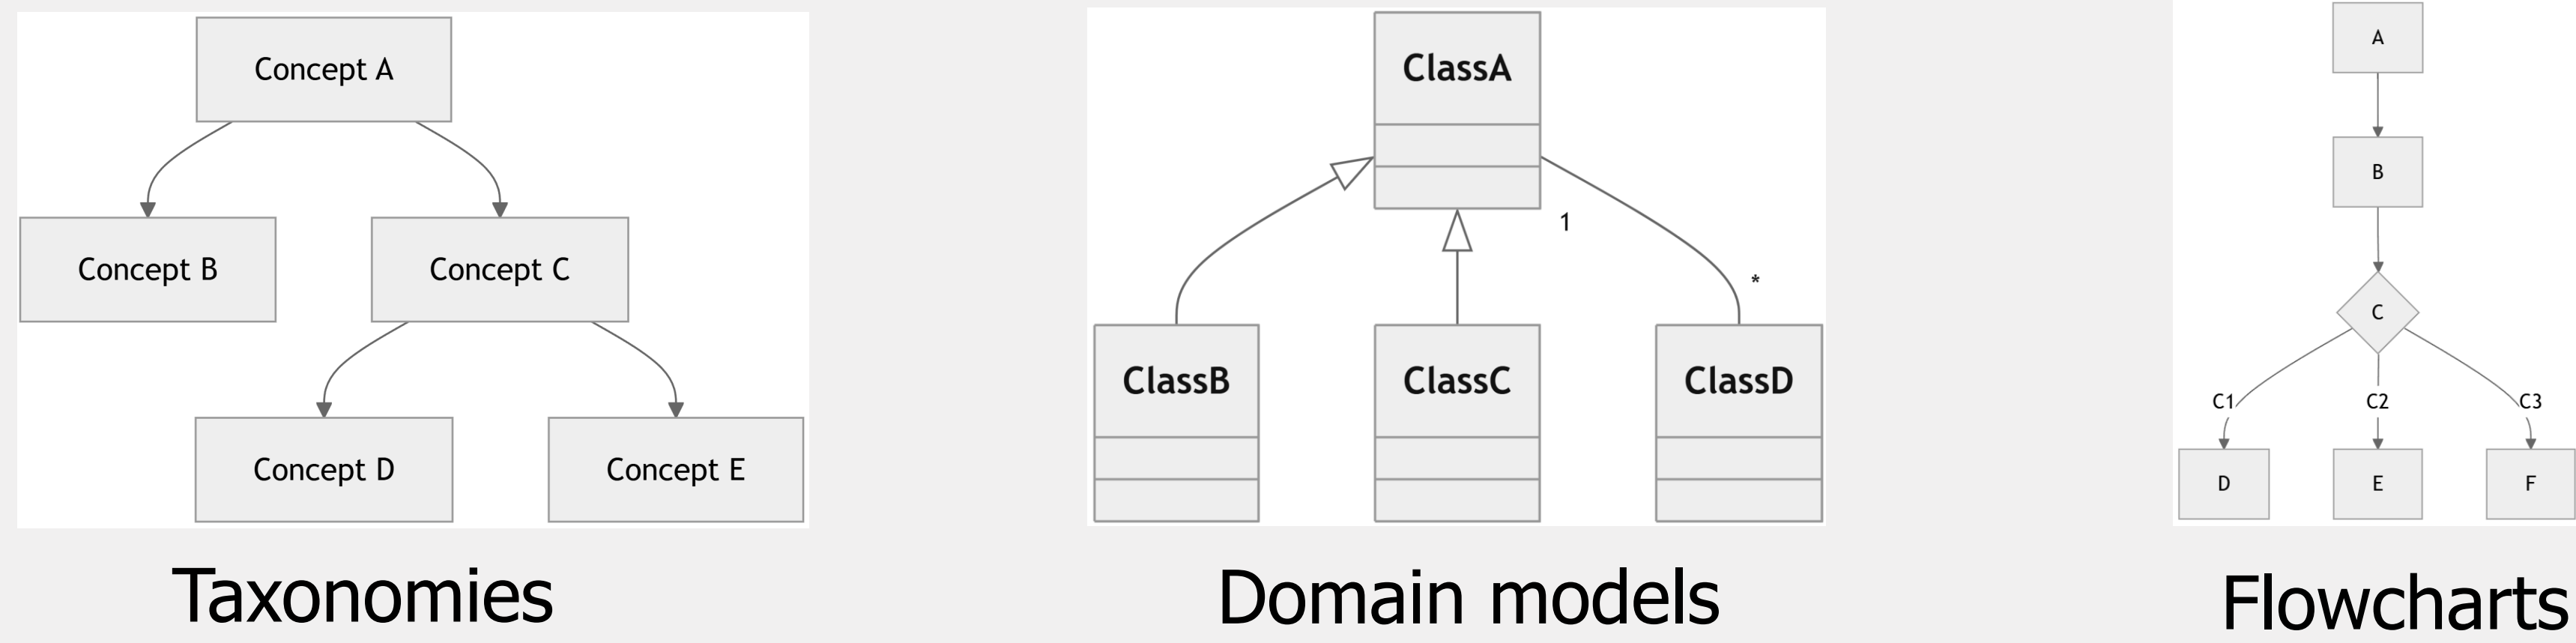 Concept A
Concept B
Concept C
Concept D
Concept E
Taxonomies
ClassA
1
*
ClassB
ClassC
ClassD
Domain models
A
B
C
C1
C2
C3
D
E
F
Flowcharts